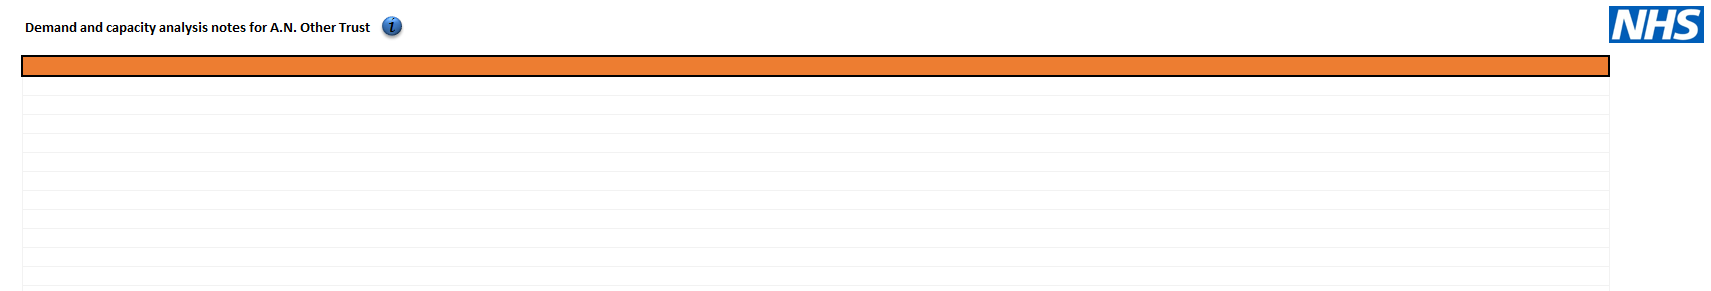 Demand and capacity analysis notes for A.N. Other Trust i
NHS